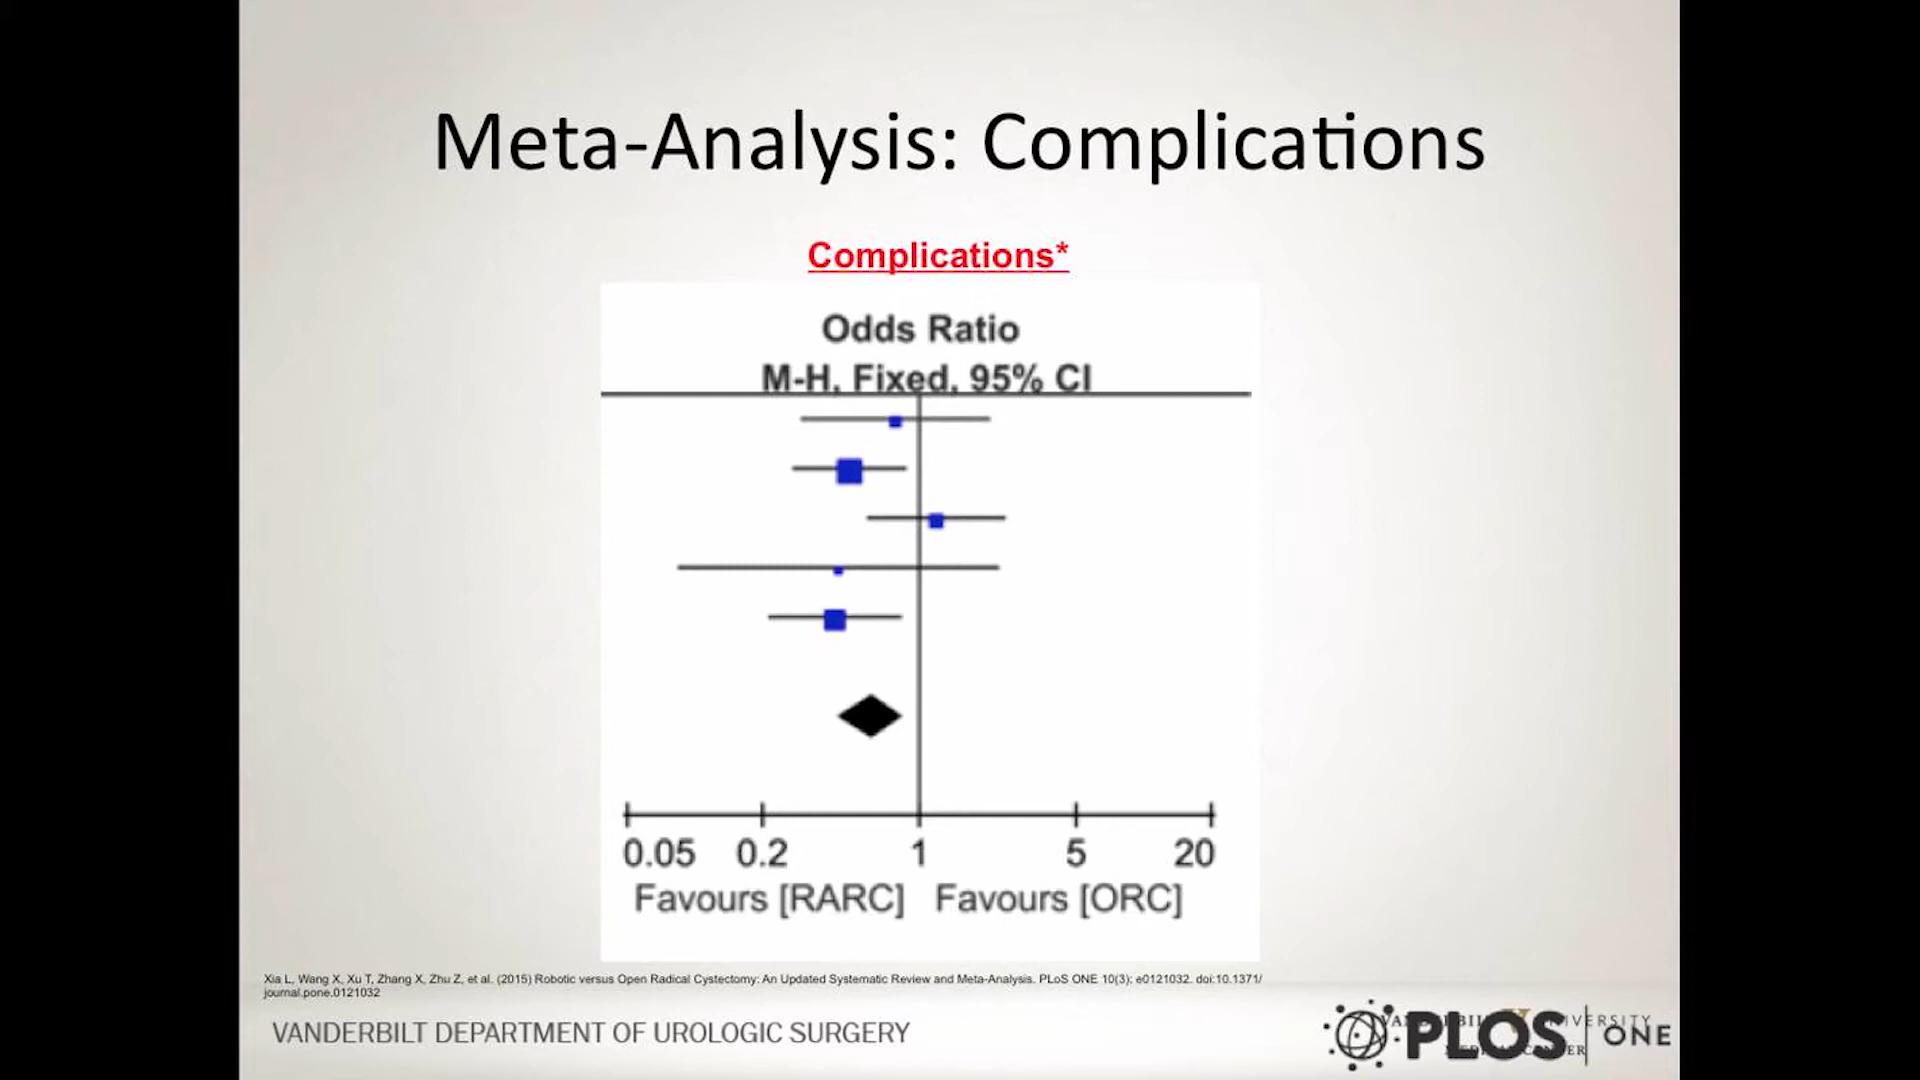 Meta-Analysis: Complications
Complications*
Odds Ratio
M-H, Fixed, 95% CI
0.05 0.2 1 5 20
Favours [RARC] Favours [ORC]
Xia L, Wang X, Xu T, Zhang X, Zhu Z, et al. (2015) Robotic versus Open Radical Cystectomy: An Updated Systematic Review and Meta-Analysis. PLoS ONE 10(3): e0121032. doi:10.1371/
journal.pone.0121032
VANDERBILT DEPARTMENT OF UROLOGIC SURGERY
PLOS ONE